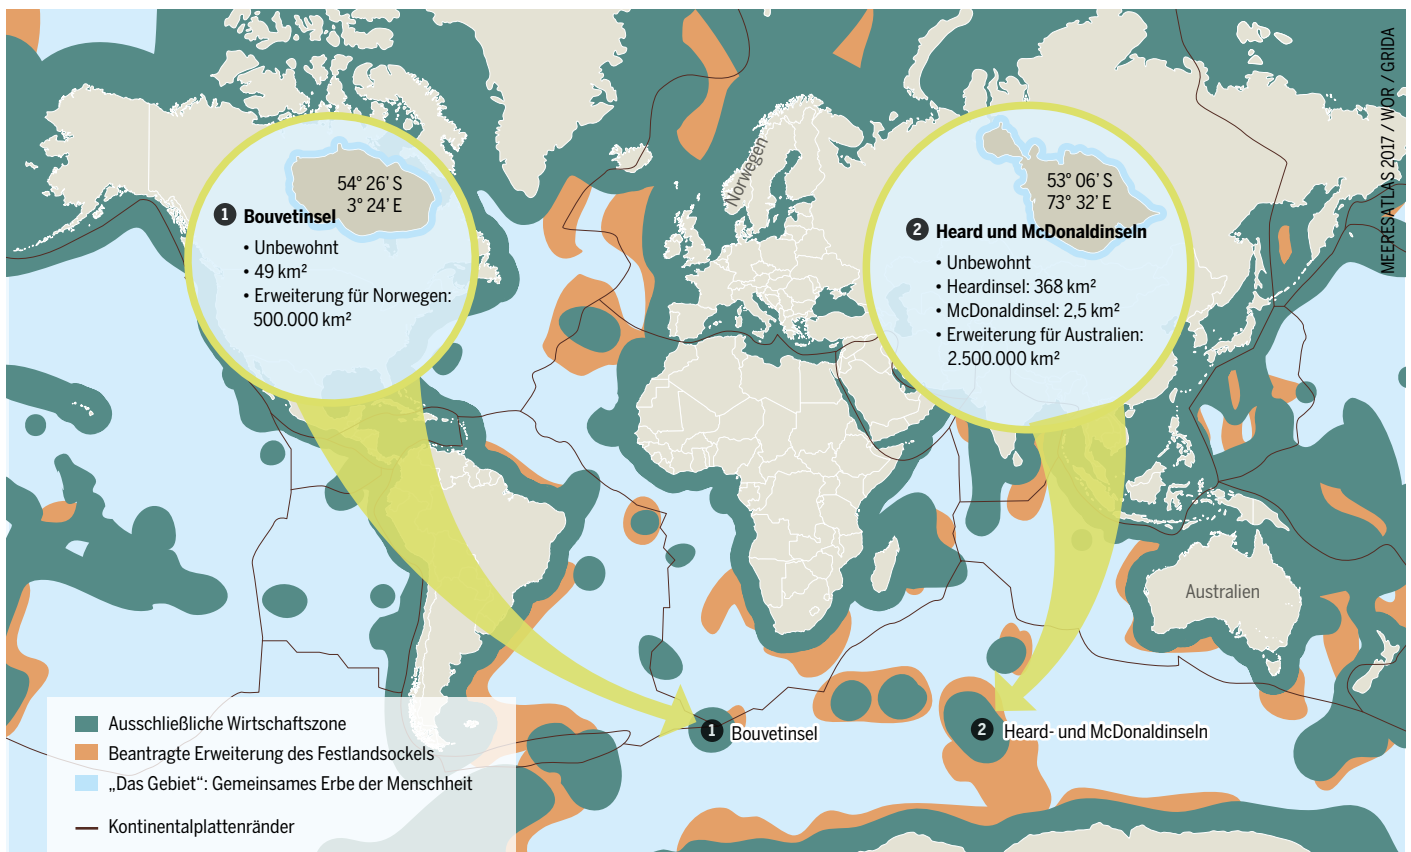 MEERESATLAS 2017 / WOR / GRIDA
Norwegen
54° 26’ S
3° 24’ E
1 Bouvetinsel
• Unbewohnt
• 49 km²
• Erweiterung für Norwegen:
500.000 km²
53° 06’ S
73° 32’ E
2 Heard und McDonaldinseln
• Unbewohnt
• Heardinsel: 368 km²
• McDonaldinsel: 2,5 km²
• Erweiterung für Australien:
2.500.000 km²
Australien
1 Bouvetinsel
2 Heard- und McDonaldinseln
Ausschließliche Wirtschaftszone
Beantragte Erweiterung des Festlandsockels
„Das Gebiet“: Gemeinsames Erbe der Menschheit
Kontinentalplattenränder